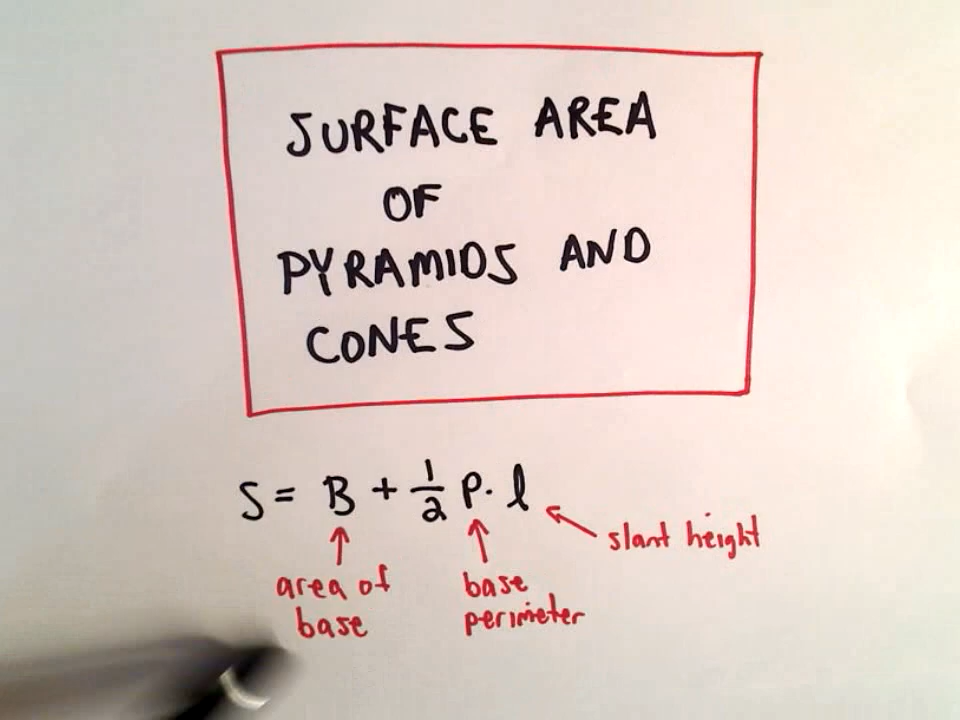 SURFACE AREA
OF
PYRAMIDS AND
CONES
S = B + 1/2 P · l
slant height
area of
base
base
perimeter